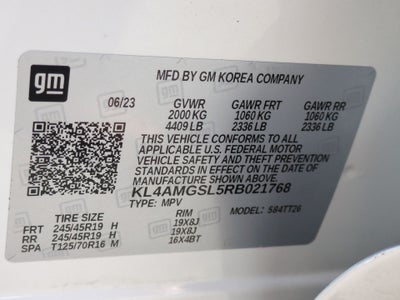 gm
MFD BY GM KOREA COMPANY
06/23 GVWR GAWR FRT GAWR RR
2000 KG 1060 KG 1060 KG
4409 LB 2336 LB 2336 LB
THIS VEHICLE CONFORMS TO ALL
APPLICABLE U.S. FEDERAL MOTOR
VEHICLE SAFETY AND THEFT PREVENTION
STANDARDS IN EFFECT ON THE DATE OF
MANUFACTURE SHOWN ABOVE.
KL4AMGSL5RB021768
TYPE: MPV MODEL: 584TT26
TIRE SIZE RIM
FRT 245/45R19 H 19X8J
RR 245/45R19 H 19X8J
SPA T125/70R16 M 16X4BT